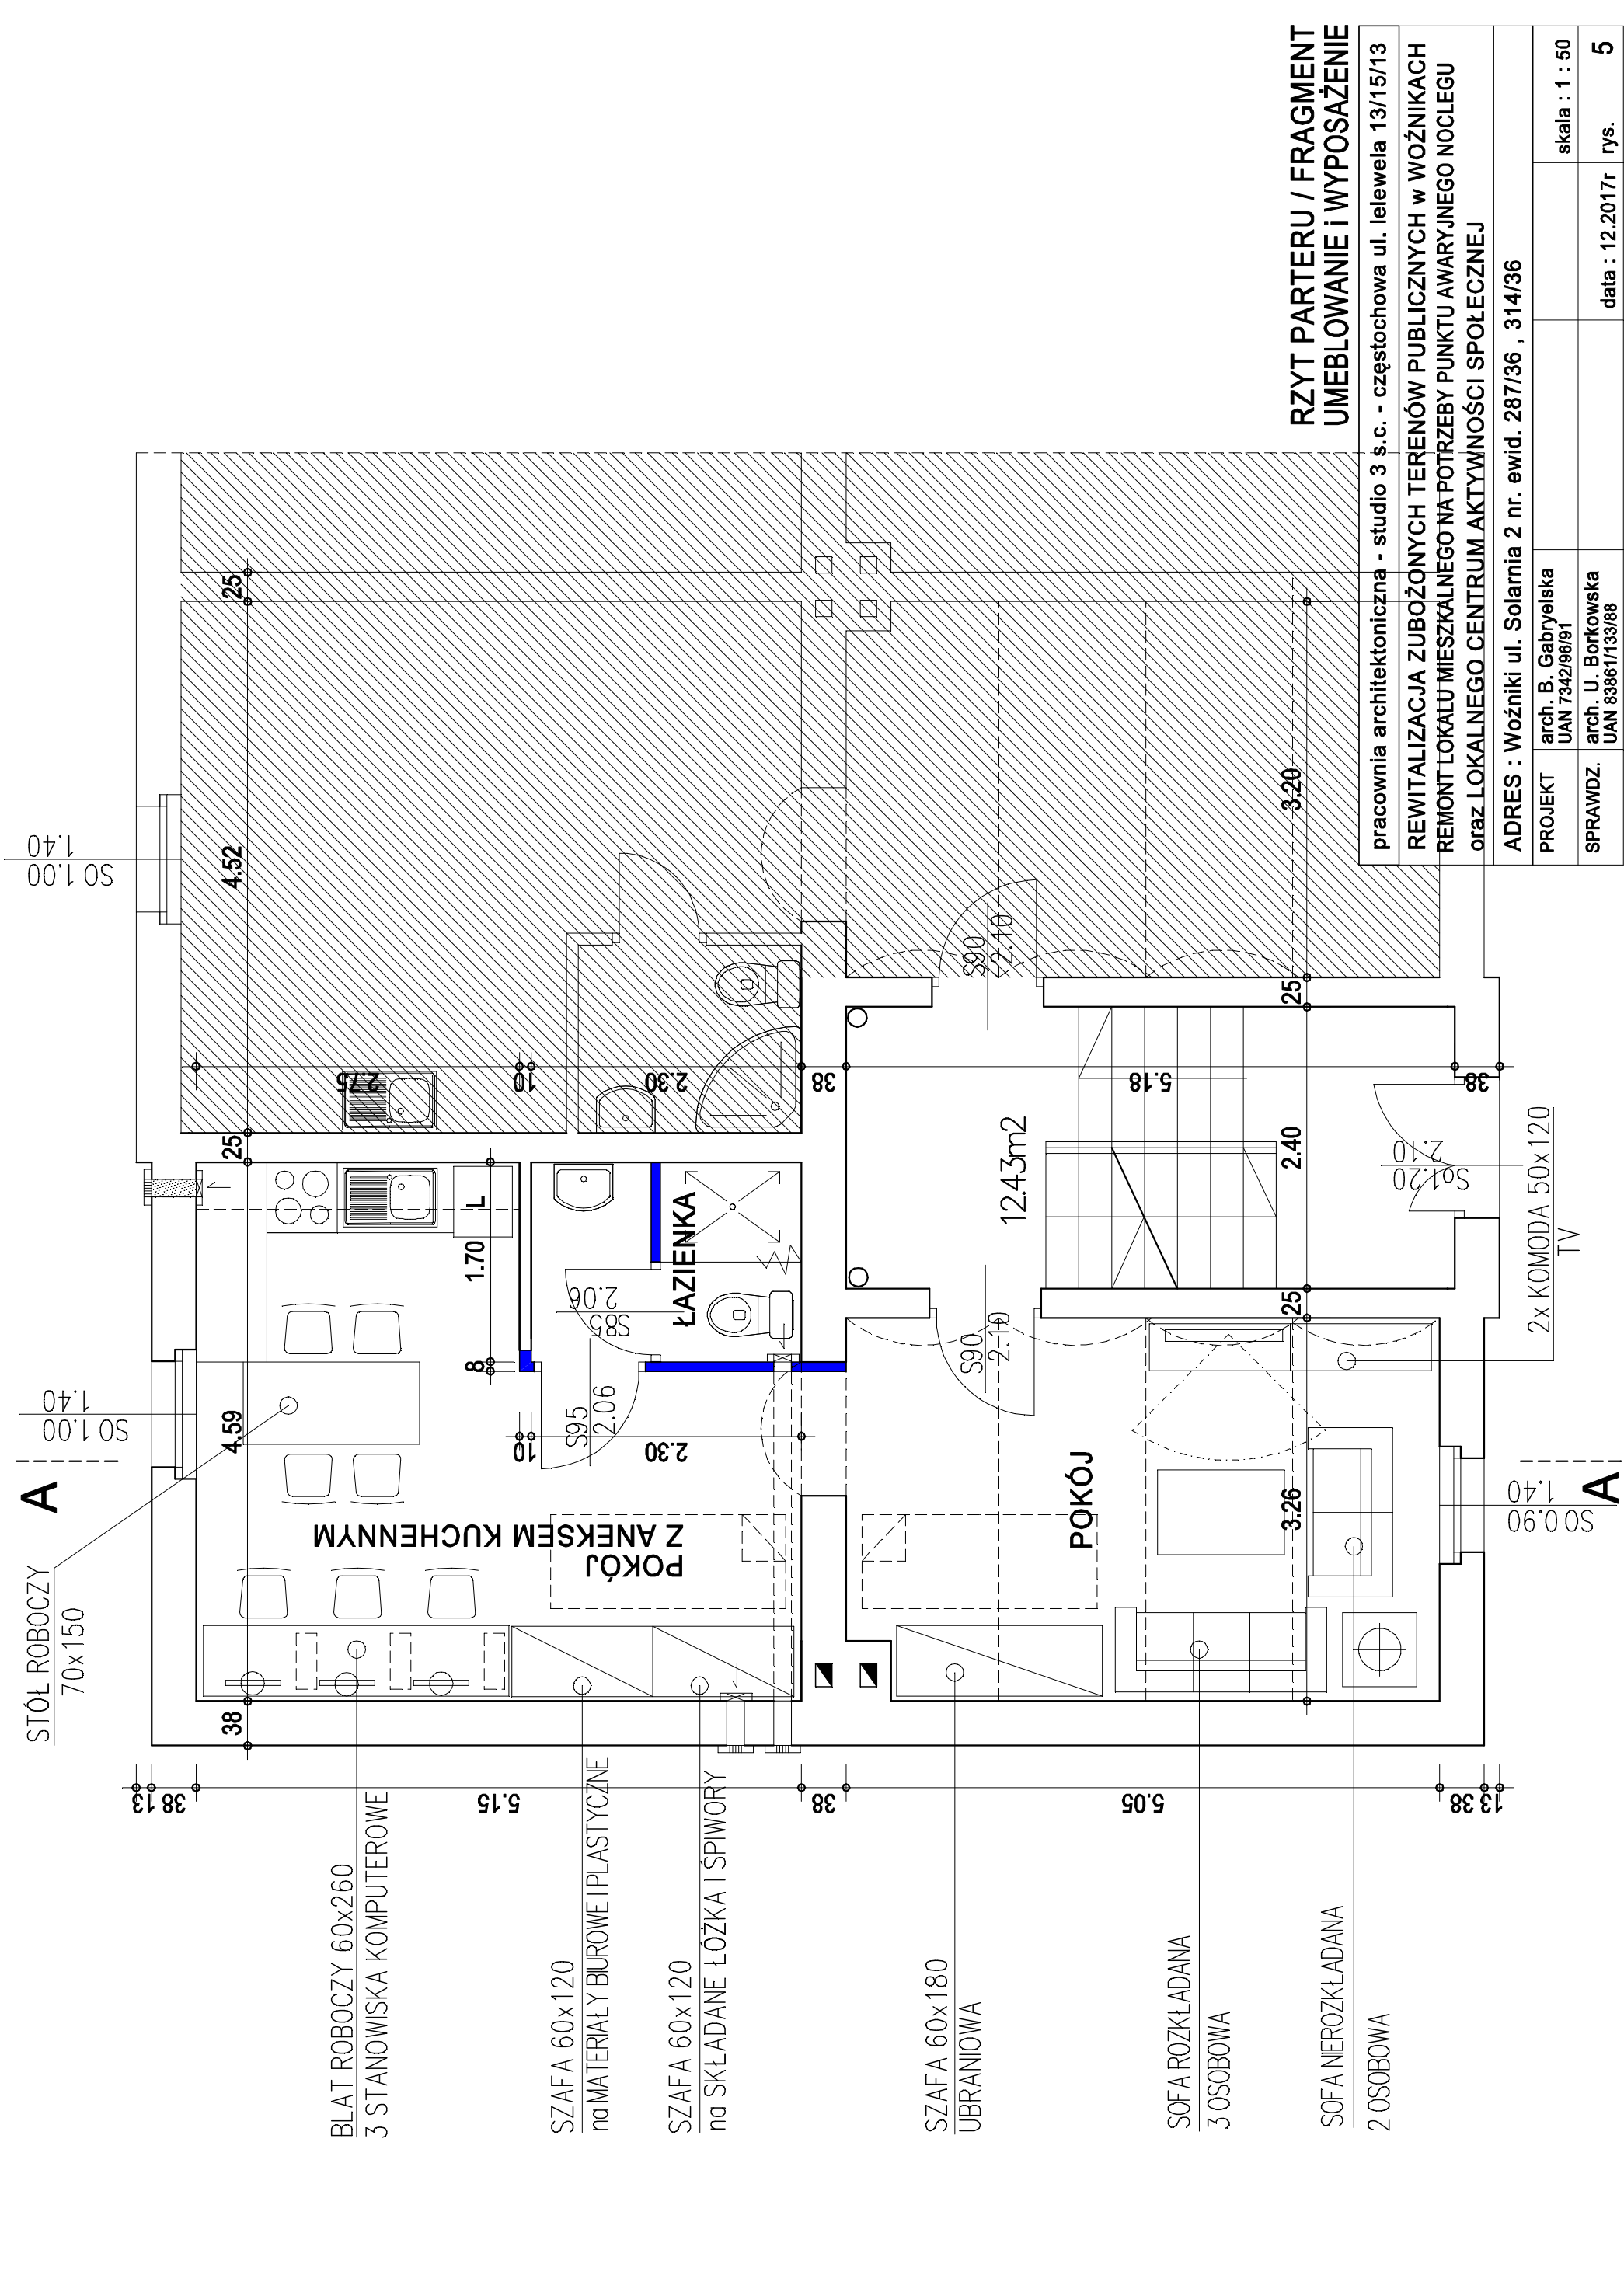 STÓŁ ROBOCZY
70x150
A
SO 1.00
1.40
SO 1.00
1.40
13
38
5.15
38
5.05
38
13
38
4.59
25
4.52
25
2.75
10
2.30
38
5.18
38
1.70
8
L
10
2.30
S95
2.06
S85
2.06
ŁAZIENKA
POKÓJ
Z ANEKSEM KUCHENNYM
POKÓJ
S90
2.10
S90
2.10
12.43m2
3.26
25
2.40
25
3.20
So1.20
2.10
2x KOMODA 50x120
TV
SO 0.90
1.40
A
BLAT ROBOCZY 60x260
3 STANOWISKA KOMPUTEROWE
SZAFA 60x120
na MATERIAŁY BIUROWE I PLASTYCZNE
SZAFA 60x120
na SKŁADANE ŁÓŻKA I ŚPIWORY
SZAFA 60x180
UBRANIOWA
SOFA ROZKŁADANA
3 OSOBOWA
SOFA NIEROZKŁADANA
2 OSOBOWA
RZYT PARTERU / FRAGMENT
UMEBLOWANIE i WYPOSAŻENIE
pracownia architektoniczna - studio 3 s.c. - częstochowa ul. lelewela 13/15/13
REWITALIZACJA ZUBOŻONYCH TERENÓW PUBLICZNYCH w WOŹNIKACH
REMONT LOKALU MIESZKALNEGO NA POTRZEBY PUNKTU AWARYJNEGO NOCLEGU
oraz LOKALNEGO CENTRUM AKTYWNOŚCI SPOŁECZNEJ
ADRES : Woźniki ul. Solarnia 2 nr. ewid. 287/36 , 314/36
PROJEKT arch. B. Gabryelska skala : 1 : 50
UAN 7342/96/91
SPRAWDZ. arch. U. Borkowska data : 12.2017r rys. 5
UAN 83861/133/88